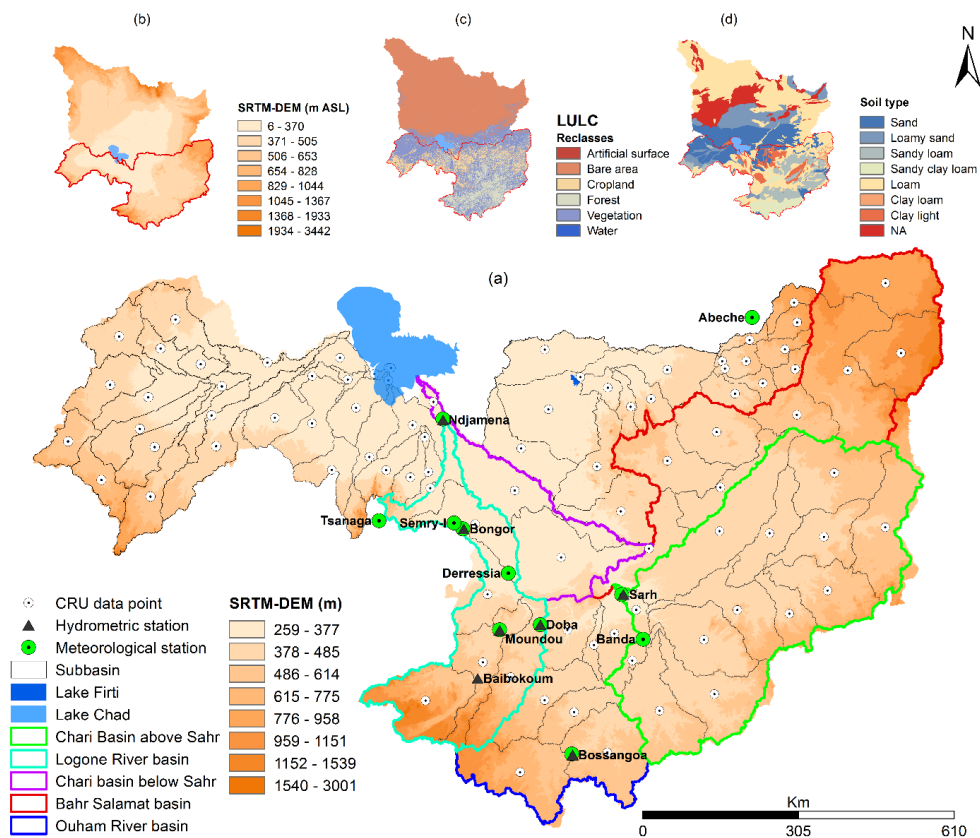 (b)
(c)
(d)
N
SRTM-DEM (m ASL)
6 - 370
371 - 505
506 - 653
654 - 828
829 - 1044
1045 - 1367
1368 - 1933
1934 - 3442
LULC
Reclasses
Artificial surface
Bare area
Cropland
Forest
Vegetation
Water
Soil type
Sand
Loamy sand
Sandy loam
Sandy clay loam
Loam
Clay loam
Clay light
NA
(a)
Abeche
Ndjamena
Tsanaga
Semry-I
Bongor
Derressia
Sarh
Doba
Moundou
Banda
Baibokoum
Bossangoa
CRU data point
Hydrometric station
Meteorological station
Subbasin
Lake Firti
Lake Chad
Chari Basin above Sahr
Logone River basin
Chari basin below Sahr
Bahr Salamat basin
Ouham River basin
SRTM-DEM (m)
259 - 377
378 - 485
486 - 614
615 - 775
776 - 958
959 - 1151
1152 - 1539
1540 - 3001
Km
0 305 610